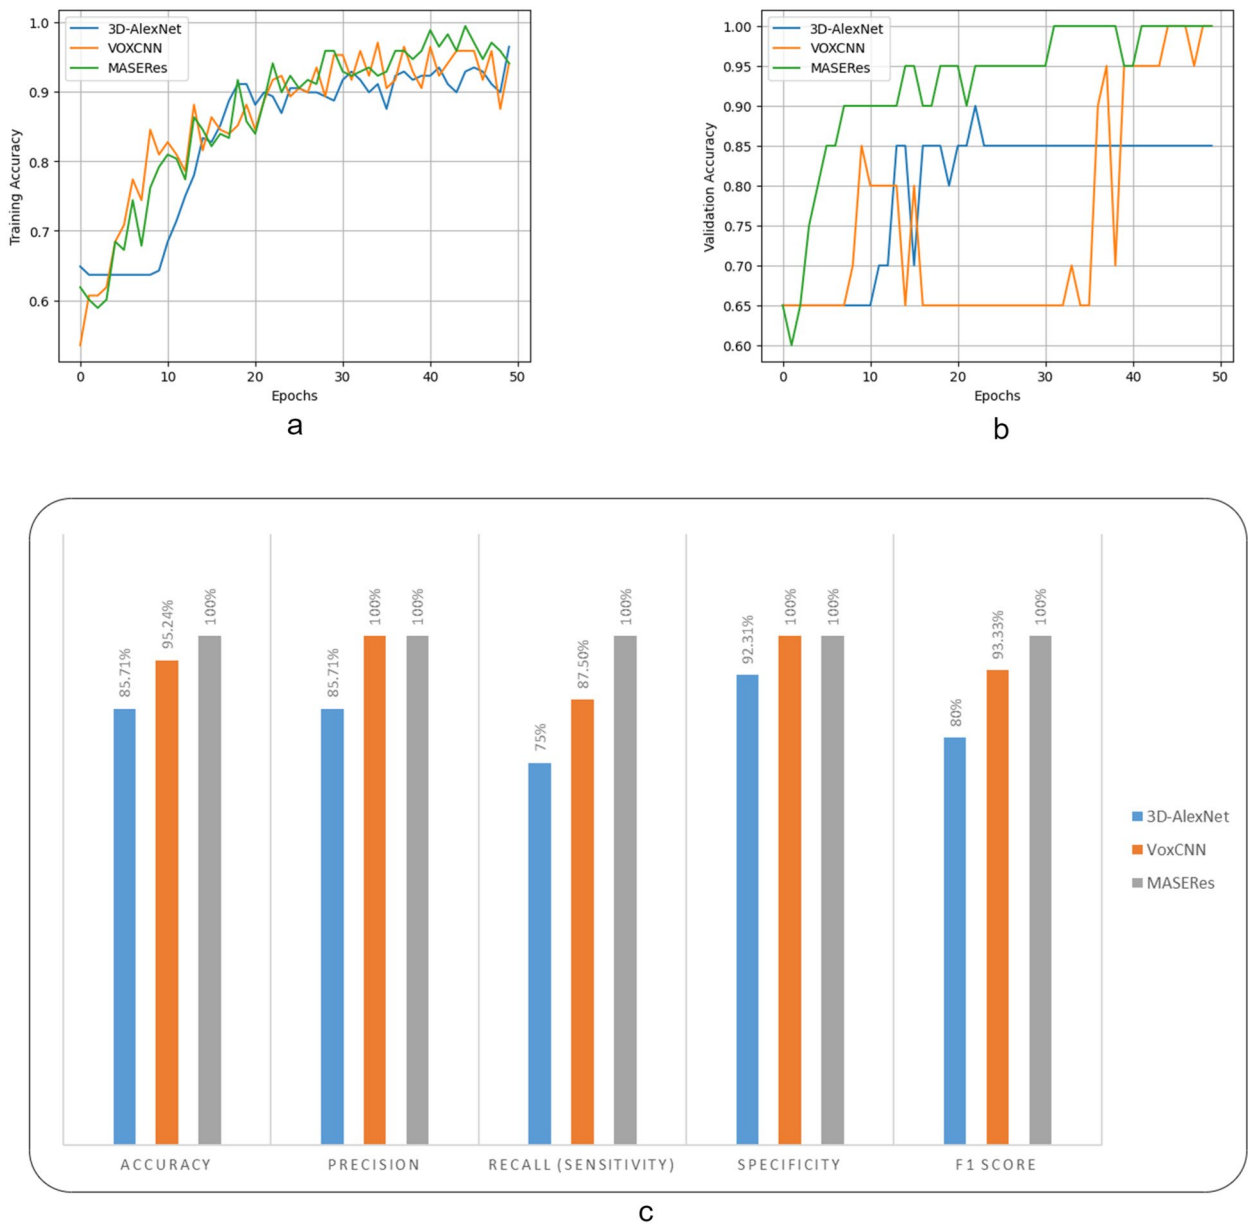 3D-AlexNet
VOXCNN
MASERes
1.0
0.9
0.8
0.7
0.6
Training Accuracy
0 10 20 30 40 50
Epochs
a
3D-AlexNet
VOXCNN
MASERes
1.00
0.95
0.90
0.85
0.80
0.75
0.70
0.65
0.60
Validation Accuracy
0 10 20 30 40 50
Epochs
b
85.71% 95.24% 100%
85.71% 100% 100%
75% 87.50% 100%
92.31% 100% 100%
80% 93.33% 100%
ACCURACY PRECISION RECALL (SENSITIVITY) SPECIFICITY F1 SCORE
3D-AlexNet
VoxCNN
MASERes
c